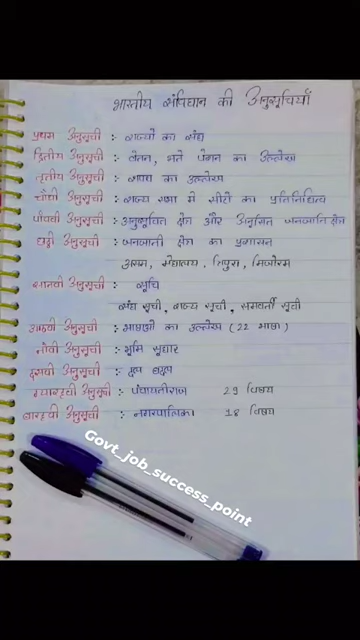 भारतीय संविधान की अनुसूचियाँ
प्रथम अनुसूची : राज्यों का संघ
द्वितीय अनुसूची : वेतन, भत्ते पेंशन का उल्लेख
तृतीय अनुसूची : शपथ का उल्लेख
चौथी अनुसूची : राज्य सभा में सीटों का प्रतिनिधित्व
पाँचवी अनुसूची : अनुसूचित क्षेत्र और अनुसूचित जनजाति क्षेत्र
छठ्ठी अनुसूची : जनजाती क्षेत्र का प्रशासन
असम, मेघालय, त्रिपुरा, मिजोरम
सातवी अनुसूची : सूचि
संघ सूची, राज्य सूची, समवर्ती सूची
आठवी अनुसूची : भाषाओं का उल्लेख (22 भाषा)
नौवी अनुसूची : भूमि सुधार
दसवी अनुसूची : दल बदल
ग्यारहवी अनुसूची : पंचायतीराज 29 विषय
बारहवी अनुसूची : नगरपालिका 18 विषय
Govt_job_success_point